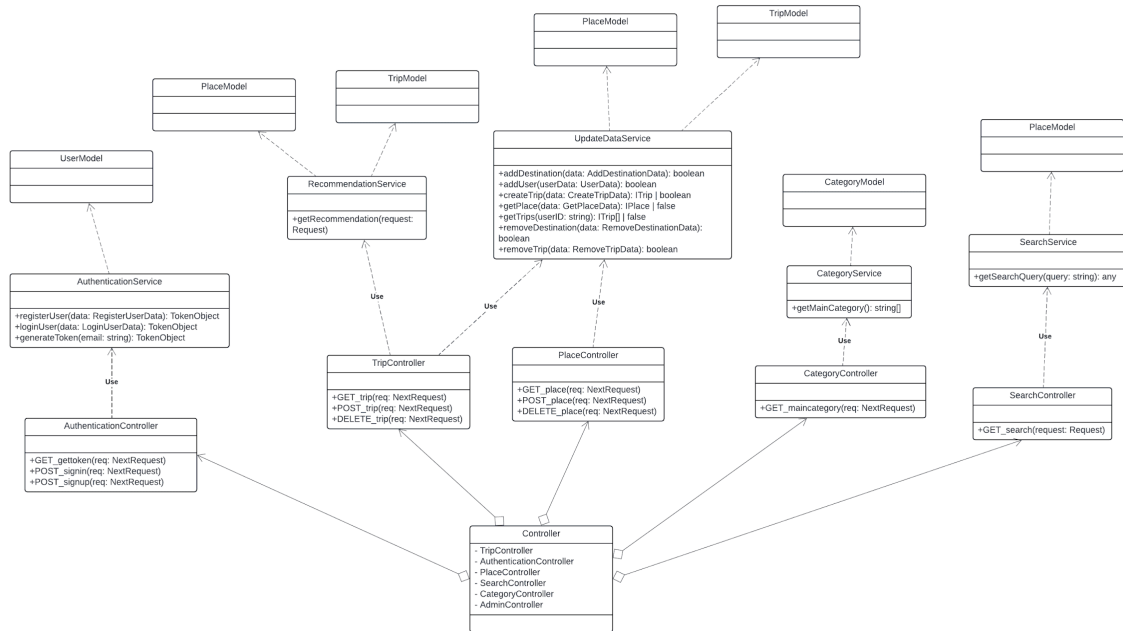 TripModel
PlaceModel
TripModel
PlaceModel
PlaceModel
UpdateDataService
+addDestination(data: AddDestinationData): boolean
+addUser(userData: UserData): boolean
+createTrip(data: CreateTripData): ITrip | boolean
+getPlace(data: GetPlaceData): IPlace | false
+getTrips(userID: string): ITrip[] | false
+removeDestination(data: RemoveDestinationData):
boolean
+removeTrip(data: RemoveTripData): boolean
UserModel
RecommendationService
+getRecommendation(request:
Request)
CategoryModel
SearchService
+getSearchQuery(query: string): any
AuthenticationService
+registerUser(data: RegisterUserData): TokenObject
+loginUser(data: LoginUserData): TokenObject
+generateToken(email: string): TokenObject
CategoryService
+getMainCategory(): string[]
Use
Use
Use
Use
Use
Use
TripController
+GET_trip(req: NextRequest)
+POST_trip(req: NextRequest)
+DELETE_trip(req: NextRequest)
PlaceController
+GET_place(req: NextRequest)
+POST_place(req: NextRequest)
+DELETE_place(req: NextRequest)
CategoryController
+GET_maincategory(req: NextRequest)
SearchController
+GET_search(request: Request)
AuthenticationController
+GET_gettoken(req: NextRequest)
+POST_signin(req: NextRequest)
+POST_signup(req: NextRequest)
Controller
- TripController
- AuthenticationController
- PlaceController
- SearchController
- CategoryController
- AdminController